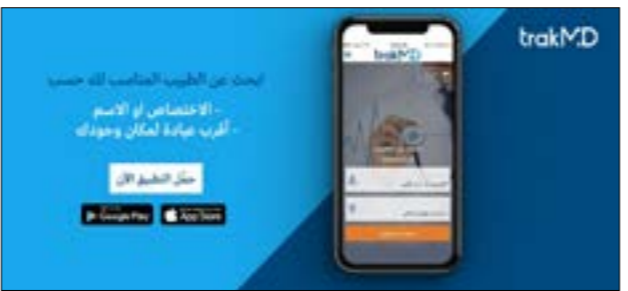 trakMD
trakMD
ابحث عن الطبيب المناسب لك حسب
- الاختصاص أو الاسم
- أقرب عيادة لمكان وجودك
حمّل التطبيق الآن
Google Play
App Store